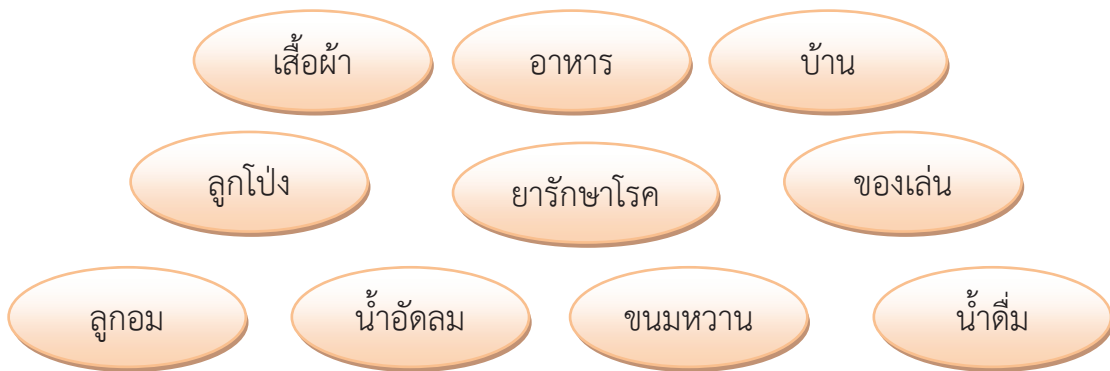 เสื้อผ้า อาหาร บ้าน
ลูกโป่ง ยารักษาโรค ของเล่น
ลูกอม น้ำอัดลม ขนมหวาน น้ำดื่ม